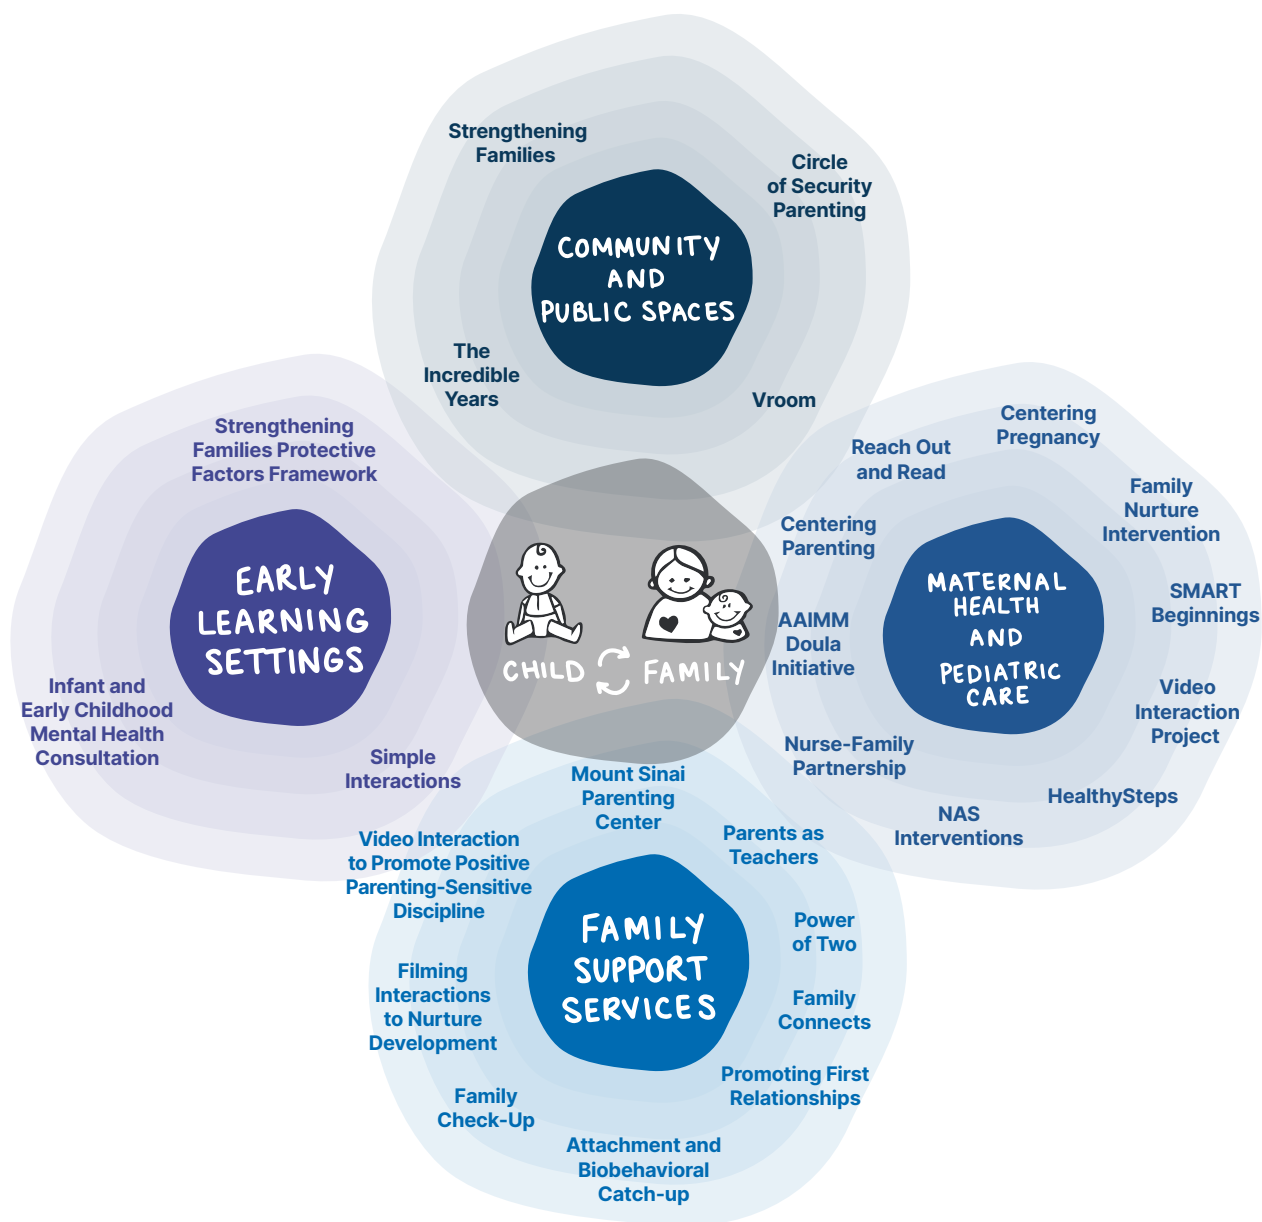 Strengthening
Families
Circle
of Security
Parenting
COMMUNITY
AND
PUBLIC SPACES
The
Incredible
Years
Vroom
Strengthening
Families Protective
Factors Framework
EARLY
LEARNING
SETTINGS
Infant and
Early Childhood
Mental Health
Consultation
Simple
Interactions
CHILD
FAMILY
Centering
Pregnancy
Reach Out
and Read
Family
Nurture
Intervention
Centering
Parenting
MATERNAL
HEALTH
AND
PEDIATRIC
CARE
SMART
Beginnings
AAIMM
Doula
Initiative
Video
Interaction
Project
Nurse-Family
Partnership
HealthySteps
NAS
Interventions
Mount Sinai
Parenting
Center
Parents as
Teachers
Video Interaction
to Promote Positive
Parenting-Sensitive
Discipline
FAMILY
SUPPORT
SERVICES
Power
of Two
Filming
Interactions
to Nurture
Development
Family
Connects
Promoting First
Relationships
Family
Check-Up
Attachment and
Biobehavioral
Catch-up